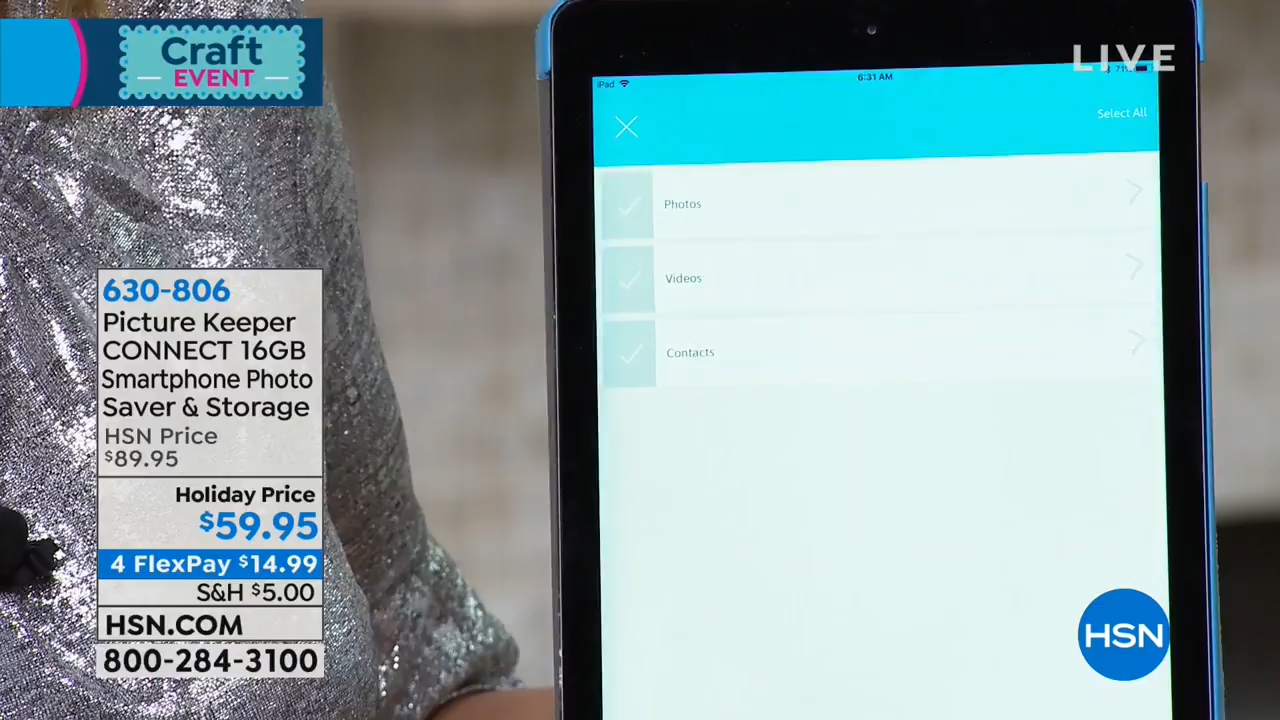 Craft
EVENT
LIVE
iPad
6:31 AM
71%
Select All
Photos
Videos
Contacts
630-806
Picture Keeper
CONNECT 16GB
Smartphone Photo
Saver & Storage
HSN Price
$89.95
Holiday Price
$59.95
4 FlexPay $14.99
S&H $5.00
HSN.COM
800-284-3100
HSN